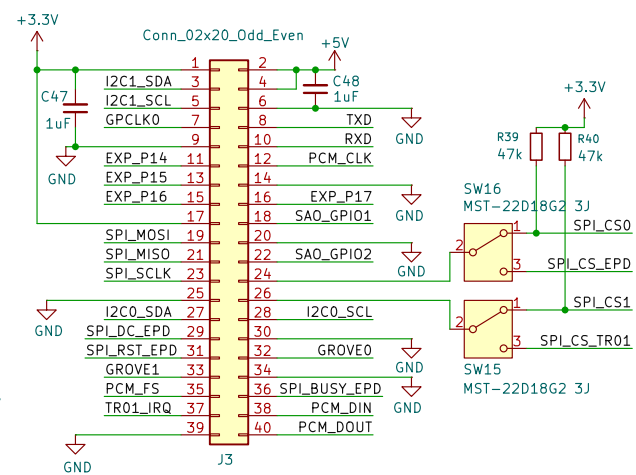 +3.3V
Conn_02x20_Odd_Even
+5V
1 2
I2C1_SDA 3 4 C48
C47 1uF
I2C1_SCL 5 6
1uF
GPCLK0 7 8 TXD
GND
9 10 RXD
GND
EXP_P14 11 12 PCM_CLK
EXP_P15 13 14
EXP_P16 15 16 EXP_P17
GND
17 18 SAO_GPIO1
SPI_MOSI 19 20
SPI_MISO 21 22 SAO_GPIO2
GND
SPI_SCLK 23 24
25 26
GND
I2C0_SDA 27 28 I2C0_SCL
SPI_DC_EPD 29 30
SPI_RST_EPD 31 32 GROVE0
GND
GROVE1 33 34
PCM_FS 35 36 SPI_BUSY_EPD
GND
TR01_IRQ 37 38 PCM_DIN
39 40 PCM_DOUT
GND
J3
+3.3V
R39 R40
47k 47k
SW16
MST-22D18G2 3J
1 SPI_CS0
2
3 SPI_CS_EPD
1 SPI_CS1
2
3 SPI_CS_TR01
SW15
MST-22D18G2 3J